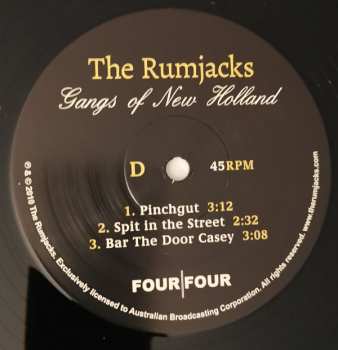 The Rumjacks
Gangs of New Holland
D 45RPM
1. Pinchgut 3:12
2. Spit in the Street 2:32
3. Bar The Door Casey 3:08
FOUR|FOUR
℗ & © 2010 The Rumjacks. Exclusively licensed to Australian Broadcasting Corporation. All rights reserved. www.therumjacks.com